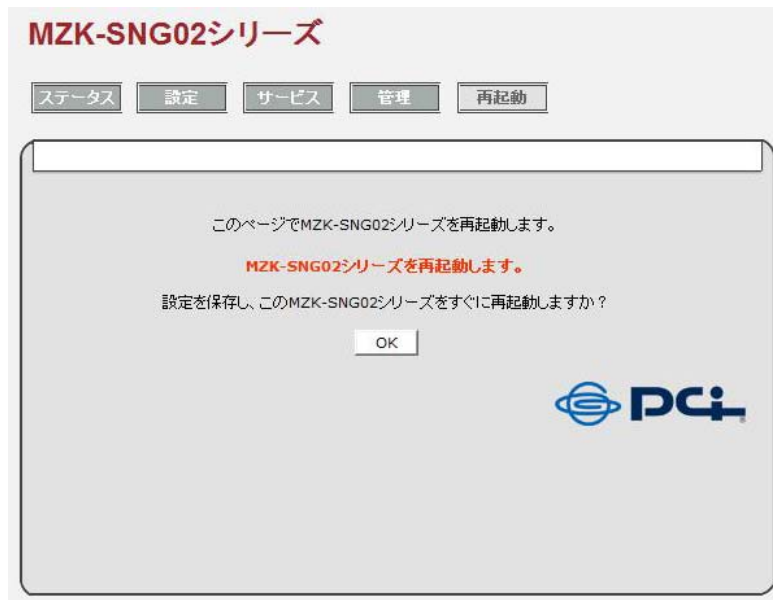 MZK-SNG02シリーズ
ステータス 設定 サービス 管理 再起動
このページでMZK-SNG02シリーズを再起動します。
MZK-SNG02シリーズを再起動します。
設定を保存し、このMZK-SNG02シリーズをすぐに再起動しますか？
OK
PCi